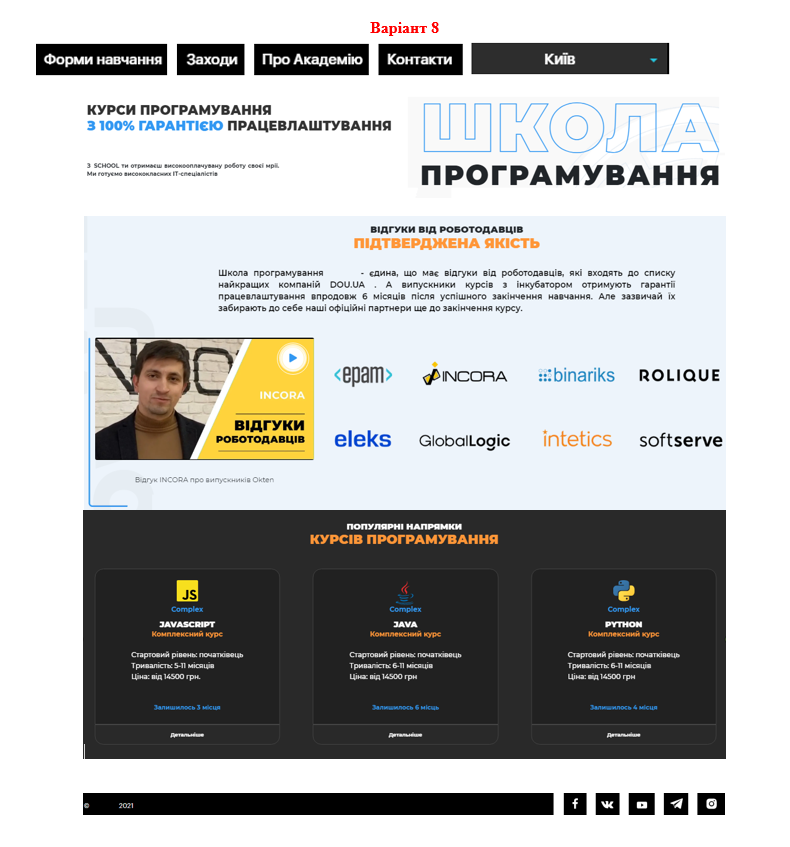 Варіант 8
Форми навчання Заходи Про Академію Контакти Київ
КУРСИ ПРОГРАМУВАННЯ
З 100% ГАРАНТІЄЮ ПРАЦЕВЛАШТУВАННЯ
З SCHOOL ти отримаєш високооплачувану роботу своєї мрії.
Ми готуємо висококласних ІТ-спеціалістів
ШКОЛА
ПРОГРАМУВАННЯ
ВІДГУКИ ВІД РОБОТОДАВЦІВ
ПІДТВЕРДЖЕНА ЯКІСТЬ
Школа програмування - єдина, що має відгуки від роботодавців, які входять до списку
найкращих компаній DOU.UA . А випускники курсів з інкубатором отримують гарантії
працевлаштування впродовж 6 місяців після успішного закінчення навчання. Але зазвичай їх
забирають до себе наші офіційні партнери ще до закінчення курсу.
INCORA
ВІДГУКИ
РОБОТОДАВЦІВ
Відгук INCORA про випускників Okten
<epam> INCORA binariks ROLIQUE
eleks GlobalLogic intetics softserve
ПОПУЛЯРНІ НАПРЯМКИ
КУРСІВ ПРОГРАМУВАННЯ
JS
Complex
JAVASCRIPT
Комплексний курс
Стартовий рівень: початківець
Тривалість: 5-11 місяців
Ціна: від 14500 грн.
Залишилось 3 місця
Детальніше
Complex
JAVA
Комплексний курс
Стартовий рівень: початківець
Тривалість: 6-11 місяців
Ціна: від 14500 грн
Залишилось 6 місць
Детальніше
Complex
PYTHON
Комплексний курс
Стартовий рівень: початківець
Тривалість: 6-11 місяців
Ціна: від 14500 грн
Залишилось 4 місця
Детальніше
© 2021